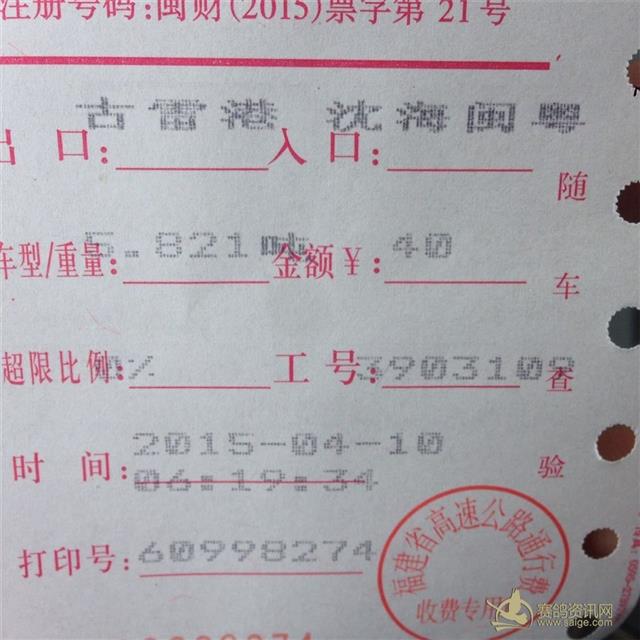 注册号码:闽财(2015)票字第 21号
古雷港 沈海闽粤
出 口: 入口: 随
车型/重量: 5.821吨 金额¥: 40 车
超限比例: 0% 工号: 3903109 查
2015-04-10
时 间: 06:19:34 验
打印号: 60998274
福建省高速公路通行费
收费专用
赛鸽资讯网
www.saige.com